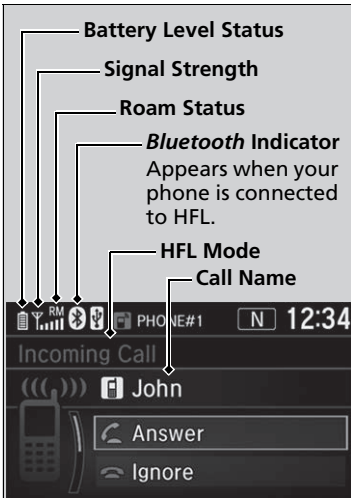 Battery Level Status
Signal Strength
Roam Status
Bluetooth Indicator
Appears when your
phone is connected
to HFL.
HFL Mode
Call Name
RM PHONE#1 N 12:34
Incoming Call
John
Answer
Ignore